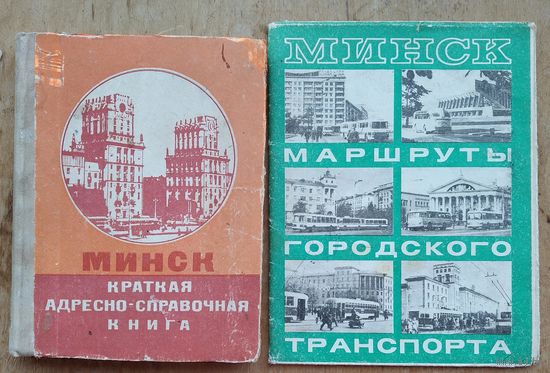 МИНСК
КРАТКАЯ
АДРЕСНО-СПРАВОЧНАЯ
КНИГА
МИНСК
МАРШРУТЫ
ГОРОДСКОГО
ТРАНСПОРТА